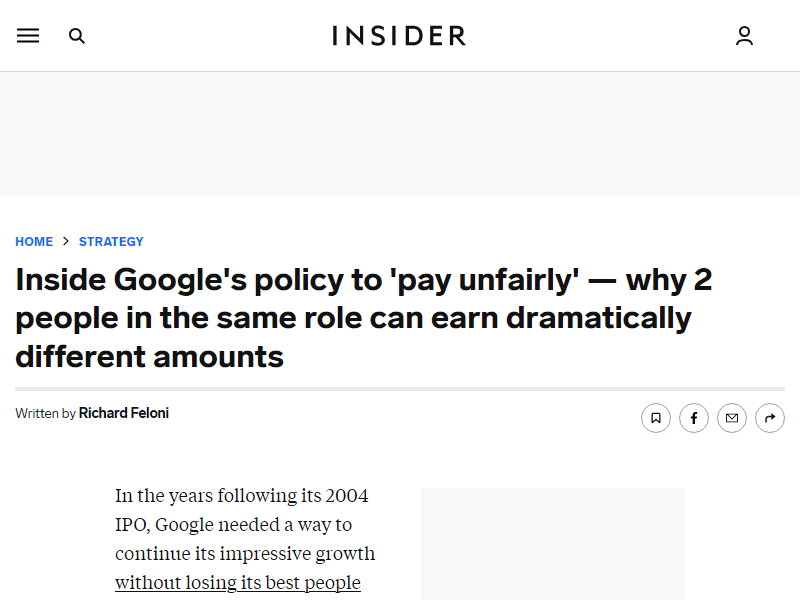 INSIDER
HOME > STRATEGY
Inside Google's policy to 'pay unfairly' — why 2
people in the same role can earn dramatically
different amounts
Written by Richard Feloni
In the years following its 2004
IPO, Google needed a way to
continue its impressive growth
without losing its best people